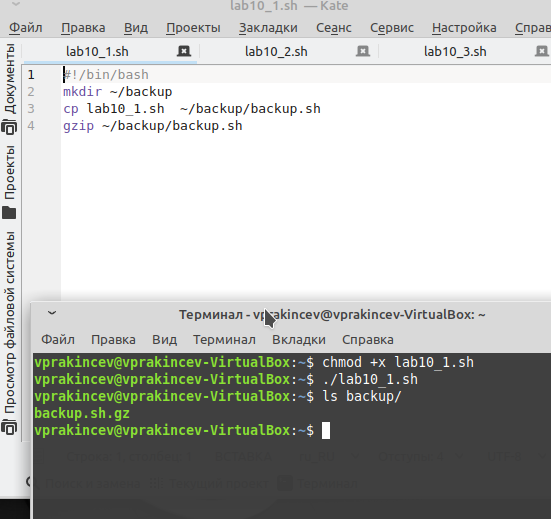 lab10_1.sh — Kate
Файл Правка Вид Проекты Закладки Сеанс Сервис Настройка Справ
lab10_1.sh lab10_2.sh lab10_3.sh
Документы
Проекты
Просмотр файловой системы
1 #!/bin/bash
2 mkdir ~/backup
3 cp lab10_1.sh  ~/backup/backup.sh
4 gzip ~/backup/backup.sh
Терминал - vprakincev@vprakincev-VirtualBox: ~
Файл Правка Вид Терминал Вкладки Справка
vprakincev@vprakincev-VirtualBox:~$ chmod +x lab10_1.sh
vprakincev@vprakincev-VirtualBox:~$ ./lab10_1.sh
vprakincev@vprakincev-VirtualBox:~$ ls backup/
backup.sh.gz
vprakincev@vprakincev-VirtualBox:~$